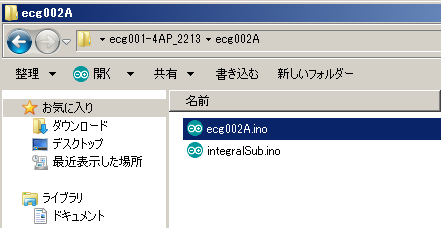 ecg002A
ecg001-4AP_2213 ecg002A
整理 開く 共有 書き込む 新しいフォルダー
お気に入り
ダウンロード
デスクトップ
最近表示した場所
ライブラリ
ドキュメント
名前
ecg002A.ino
integralSub.ino